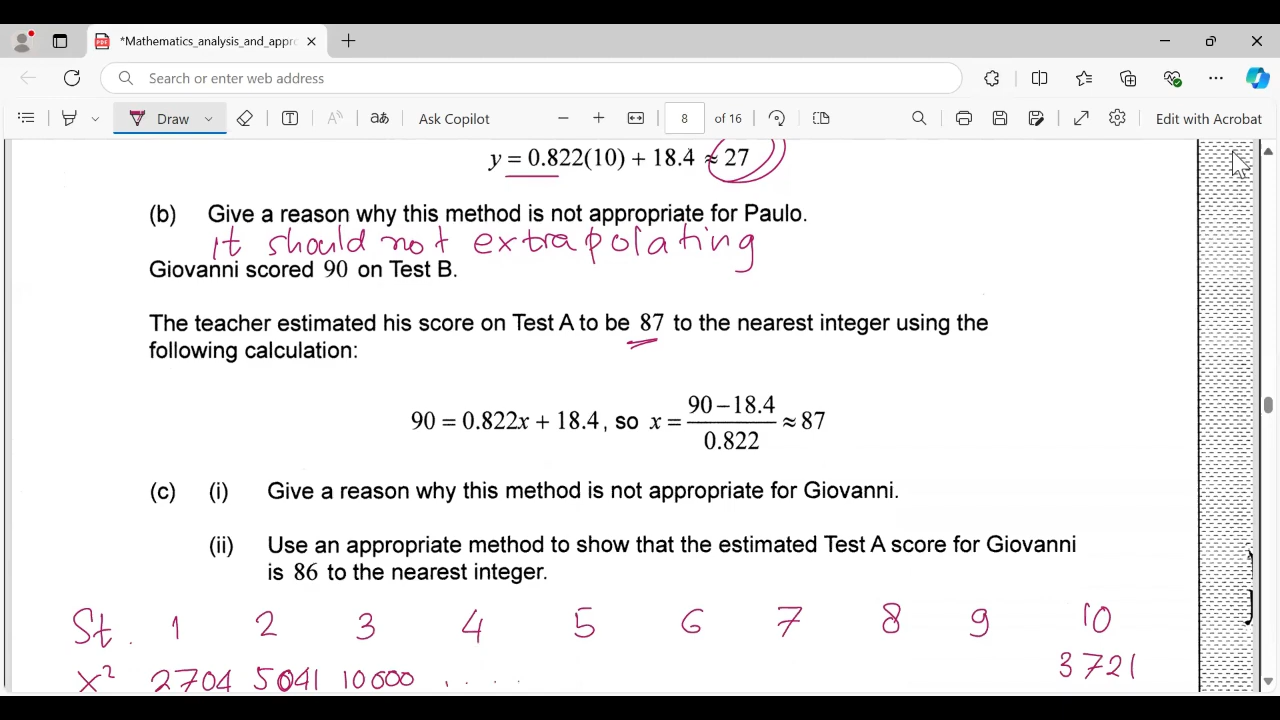 *Mathematics_analysis_and_appro
Search or enter web address
Draw
Ask Copilot
8 of 16
Edit with Acrobat
y = 0.822(10) + 18.4 ≈ 27
(b) Give a reason why this method is not appropriate for Paulo.
it should not extrapolating
Giovanni scored 90 on Test B.
The teacher estimated his score on Test A to be 87 to the nearest integer using the
following calculation:
90 = 0.822x + 18.4, so x = (90 − 18.4)/0.822 ≈ 87
(c) (i) Give a reason why this method is not appropriate for Giovanni.
(ii) Use an appropriate method to show that the estimated Test A score for Giovanni
is 86 to the nearest integer.
St. 1 2 3 4 5 6 7 8 9 10
x² 2704 5041 10000 . . . . 3721